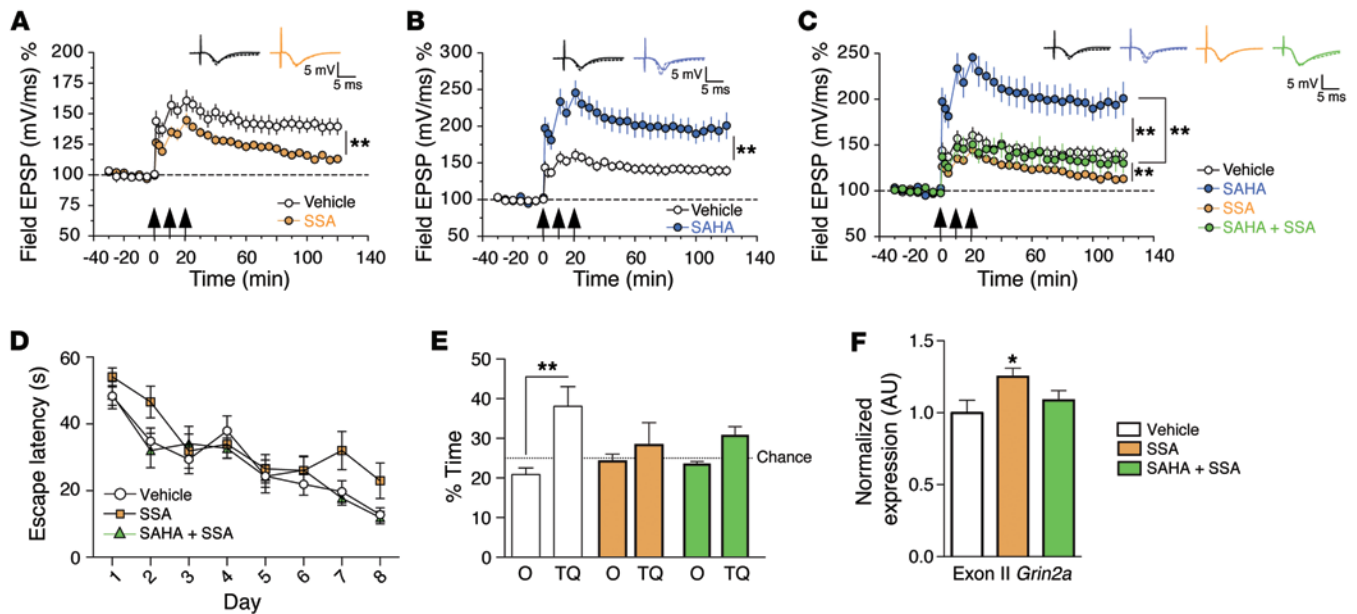 A
Field EPSP (mV/ms) %
200
175
150
125
100
75
50
5 mV
5 ms
**
Vehicle
SSA
-40 -20 0 20 40 60 80 100 120 140
Time (min)
B
Field EPSP (mV/ms) %
300
250
200
150
100
50
5 mV
5 ms
**
Vehicle
SAHA
-40 -20 0 20 40 60 80 100 120 140
Time (min)
C
Field EPSP (mV/ms) %
250
200
150
100
50
5 mV
5 ms
**
**
**
Vehicle
SAHA
SSA
SAHA + SSA
-40 -20 0 20 40 60 80 100 120 140
Time (min)
D
Escape latency (s)
60
40
20
0
Vehicle
SSA
SAHA + SSA
1 2 3 4 5 6 7 8
Day
E
% Time
50
40
30
20
10
0
**
Chance
O TQ O TQ O TQ
F
Normalized
expression (AU)
1.5
1.0
0.5
0.0
*
Exon II Grin2a
Vehicle
SSA
SAHA + SSA